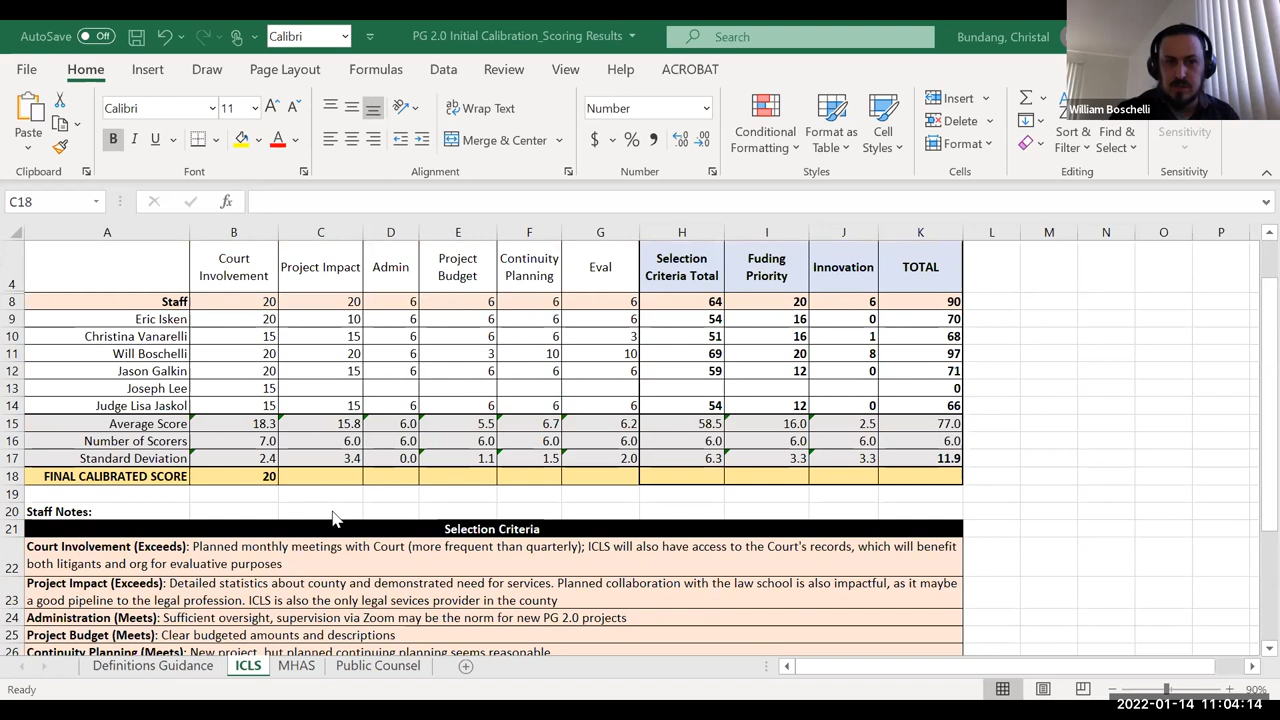 AutoSave Off Calibri PG 2.0 Initial Calibration_Scoring Results Search Bundang, Christal
File Home Insert Draw Page Layout Formulas Data Review View Help ACROBAT
William Boschelli
Calibri 11 Wrap Text Number Insert
Paste B I U Merge & Center $ % Conditional Formatting Format as Table Cell Styles Delete Format Sort & Filter Find & Select Sensitivity
Clipboard Font Alignment Number Styles Cells Editing Sensitivity
C18 fx
A B C D E F G H I J K L M N O P
4 Court Involvement Project Impact Admin Project Budget Continuity Planning Eval Selection Criteria Total Fuding Priority Innovation TOTAL
8 Staff 20 20 6 6 6 6 64 20 6 90
9 Eric Isken 20 10 6 6 6 6 54 16 0 70
10 Christina Vanarelli 15 15 6 6 6 3 51 16 1 68
11 Will Boschelli 20 20 6 3 10 10 69 20 8 97
12 Jason Galkin 20 15 6 6 6 6 59 12 0 71
13 Joseph Lee 15 0
14 Judge Lisa Jaskol 15 15 6 6 6 6 54 12 0 66
15 Average Score 18.3 15.8 6.0 5.5 6.7 6.2 58.5 16.0 2.5 77.0
16 Number of Scorers 7.0 6.0 6.0 6.0 6.0 6.0 6.0 6.0 6.0 6.0
17 Standard Deviation 2.4 3.4 0.0 1.1 1.5 2.0 6.3 3.3 3.3 11.9
18 FINAL CALIBRATED SCORE 20
19
20 Staff Notes:
21 Selection Criteria
22 Court Involvement (Exceeds): Planned monthly meetings with Court (more frequent than quarterly); ICLS will also have access to the Court's records, which will benefit
both litigants and org for evaluative purposes
23 Project Impact (Exceeds): Detailed statistics about county and demonstrated need for services. Planned collaboration with the law school is also impactful, as it maybe
a good pipeline to the legal profession. ICLS is also the only legal sevices provider in the county
24 Administration (Meets): Sufficient oversight, supervision via Zoom may be the norm for new PG 2.0 projects
25 Project Budget (Meets): Clear budgeted amounts and descriptions
26 Continuity Planning (Meets): New project, but planned continuing planning seems reasonable
Definitions Guidance ICLS MHAS Public Counsel
Ready 90%
2022-01-14 11:04:14